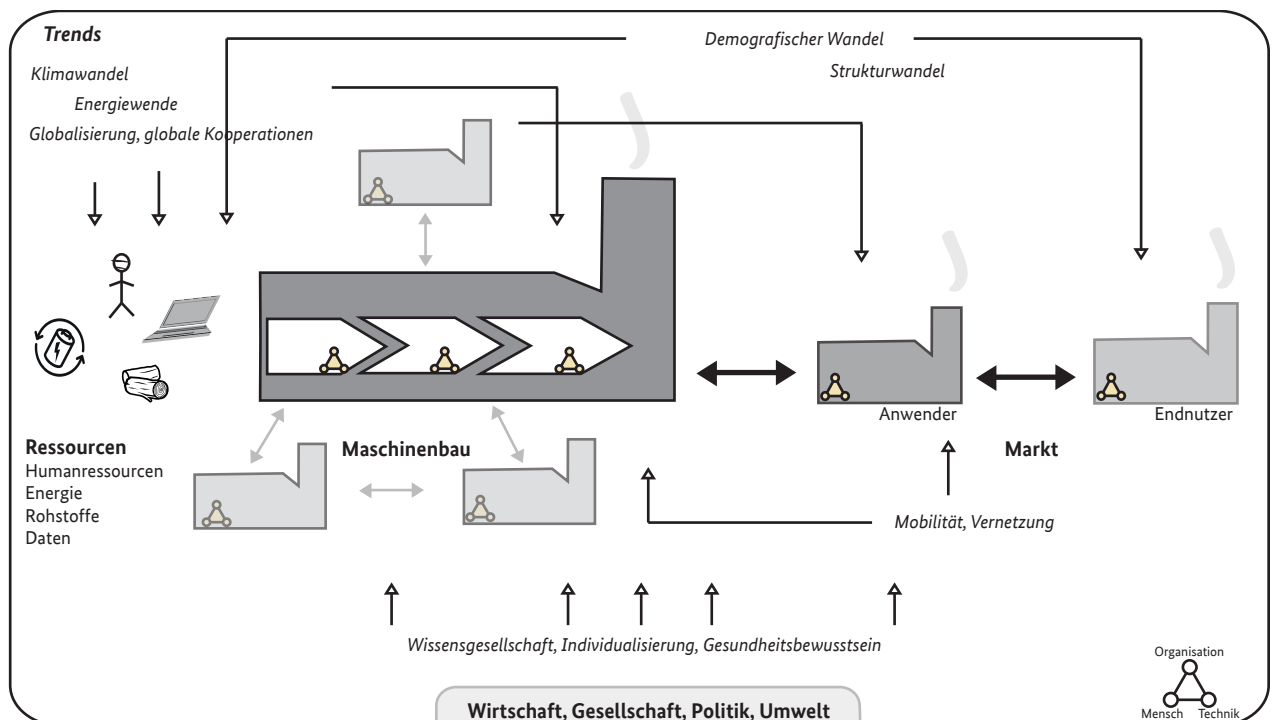 Trends
Demografischer Wandel
Klimawandel
Strukturwandel
Energiewende
Globalisierung, globale Kooperationen
Anwender
Endnutzer
Ressourcen
Maschinenbau
Markt
Humanressourcen
Energie
Rohstoffe
Daten
Mobilität, Vernetzung
Wissensgesellschaft, Individualisierung, Gesundheitsbewusstsein
Organisation
Mensch
Technik
Wirtschaft, Gesellschaft, Politik, Umwelt